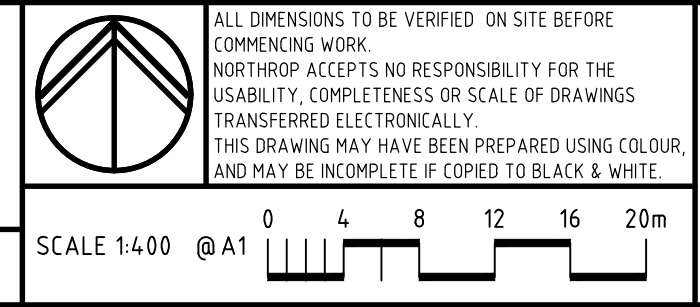 ALL DIMENSIONS TO BE VERIFIED ON SITE BEFORE
COMMENCING WORK.
NORTHROP ACCEPTS NO RESPONSIBILITY FOR THE
USABILITY, COMPLETENESS OR SCALE OF DRAWINGS
TRANSFERRED ELECTRONICALLY.
THIS DRAWING MAY HAVE BEEN PREPARED USING COLOUR,
AND MAY BE INCOMPLETE IF COPIED TO BLACK & WHITE.
0 4 8 12 16 20m
SCALE 1:400 @ A1